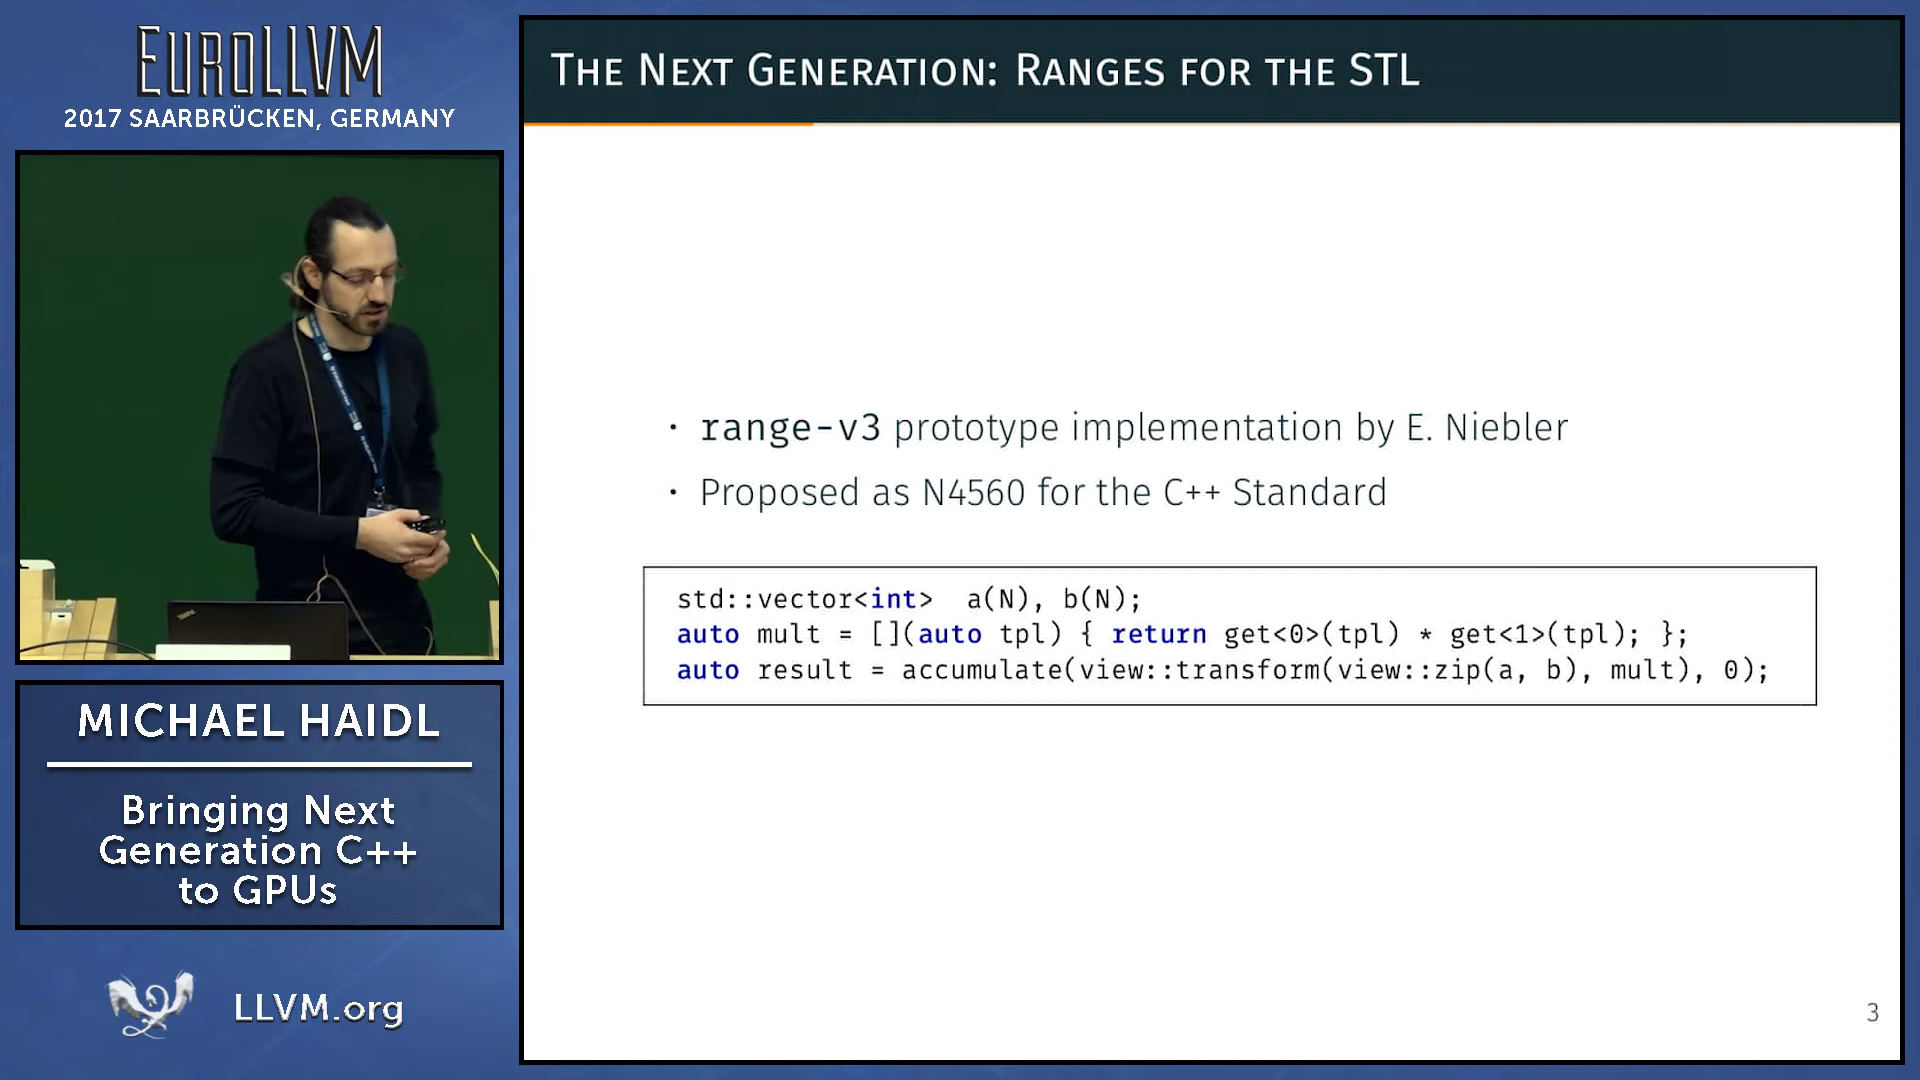 EUROLLVM
2017 SAARBRÜCKEN, GERMANY
MICHAEL HAIDL
Bringing Next
Generation C++
to GPUs
LLVM.org
THE NEXT GENERATION: RANGES FOR THE STL
· range-v3 prototype implementation by E. Niebler
· Proposed as N4560 for the C++ Standard
std::vector<int>  a(N), b(N);
auto mult = [](auto tpl) { return get<0>(tpl) * get<1>(tpl); };
auto result = accumulate(view::transform(view::zip(a, b), mult), 0);
3